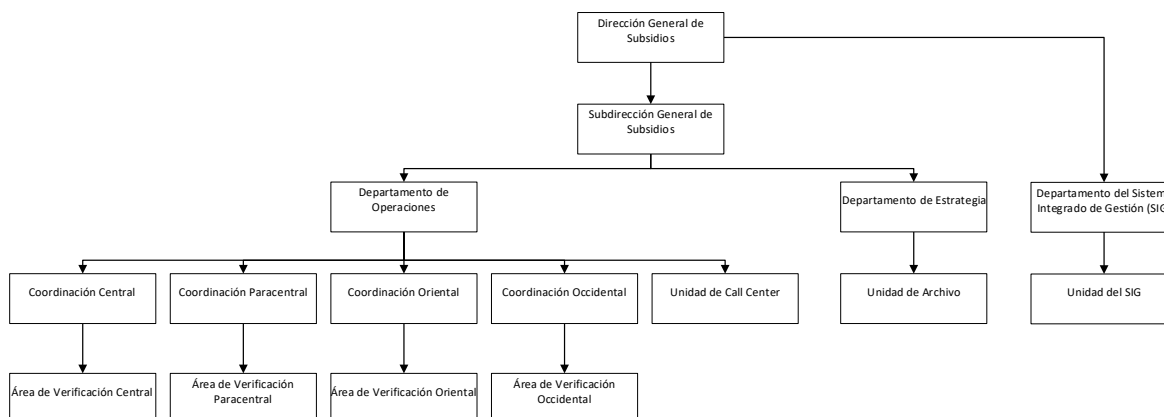 Dirección General de
Subsidios
Subdirección General de
Subsidios
Departamento de
Operaciones
Departamento de Estrategia
Departamento del Sistem
Integrado de Gestión (SIG
Coordinación Central
Coordinación Paracentral
Coordinación Oriental
Coordinación Occidental
Unidad de Call Center
Unidad de Archivo
Unidad del SIG
Área de Verificación Central
Área de Verificación
Paracentral
Área de Verificación Oriental
Área de Verificación
Occidental